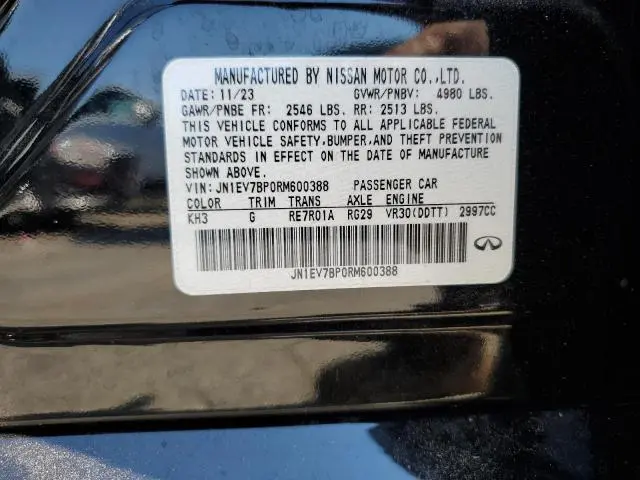 MANUFACTURED BY NISSAN MOTOR CO.,LTD.
DATE: 11/23 GVWR/PNBV: 4980 LBS.
GAWR/PNBE FR: 2546 LBS. RR: 2513 LBS.
THIS VEHICLE CONFORMS TO ALL APPLICABLE FEDERAL
MOTOR VEHICLE SAFETY,BUMPER,AND THEFT PREVENTION
STANDARDS IN EFFECT ON THE DATE OF MANUFACTURE
SHOWN ABOVE.
VIN: JN1EV7BP0RM600388 PASSENGER CAR
COLOR TRIM TRANS AXLE ENGINE
KH3 G RE7R01A RG29 VR30(DDTT) 2997CC
JN1EV7BP0RM600388